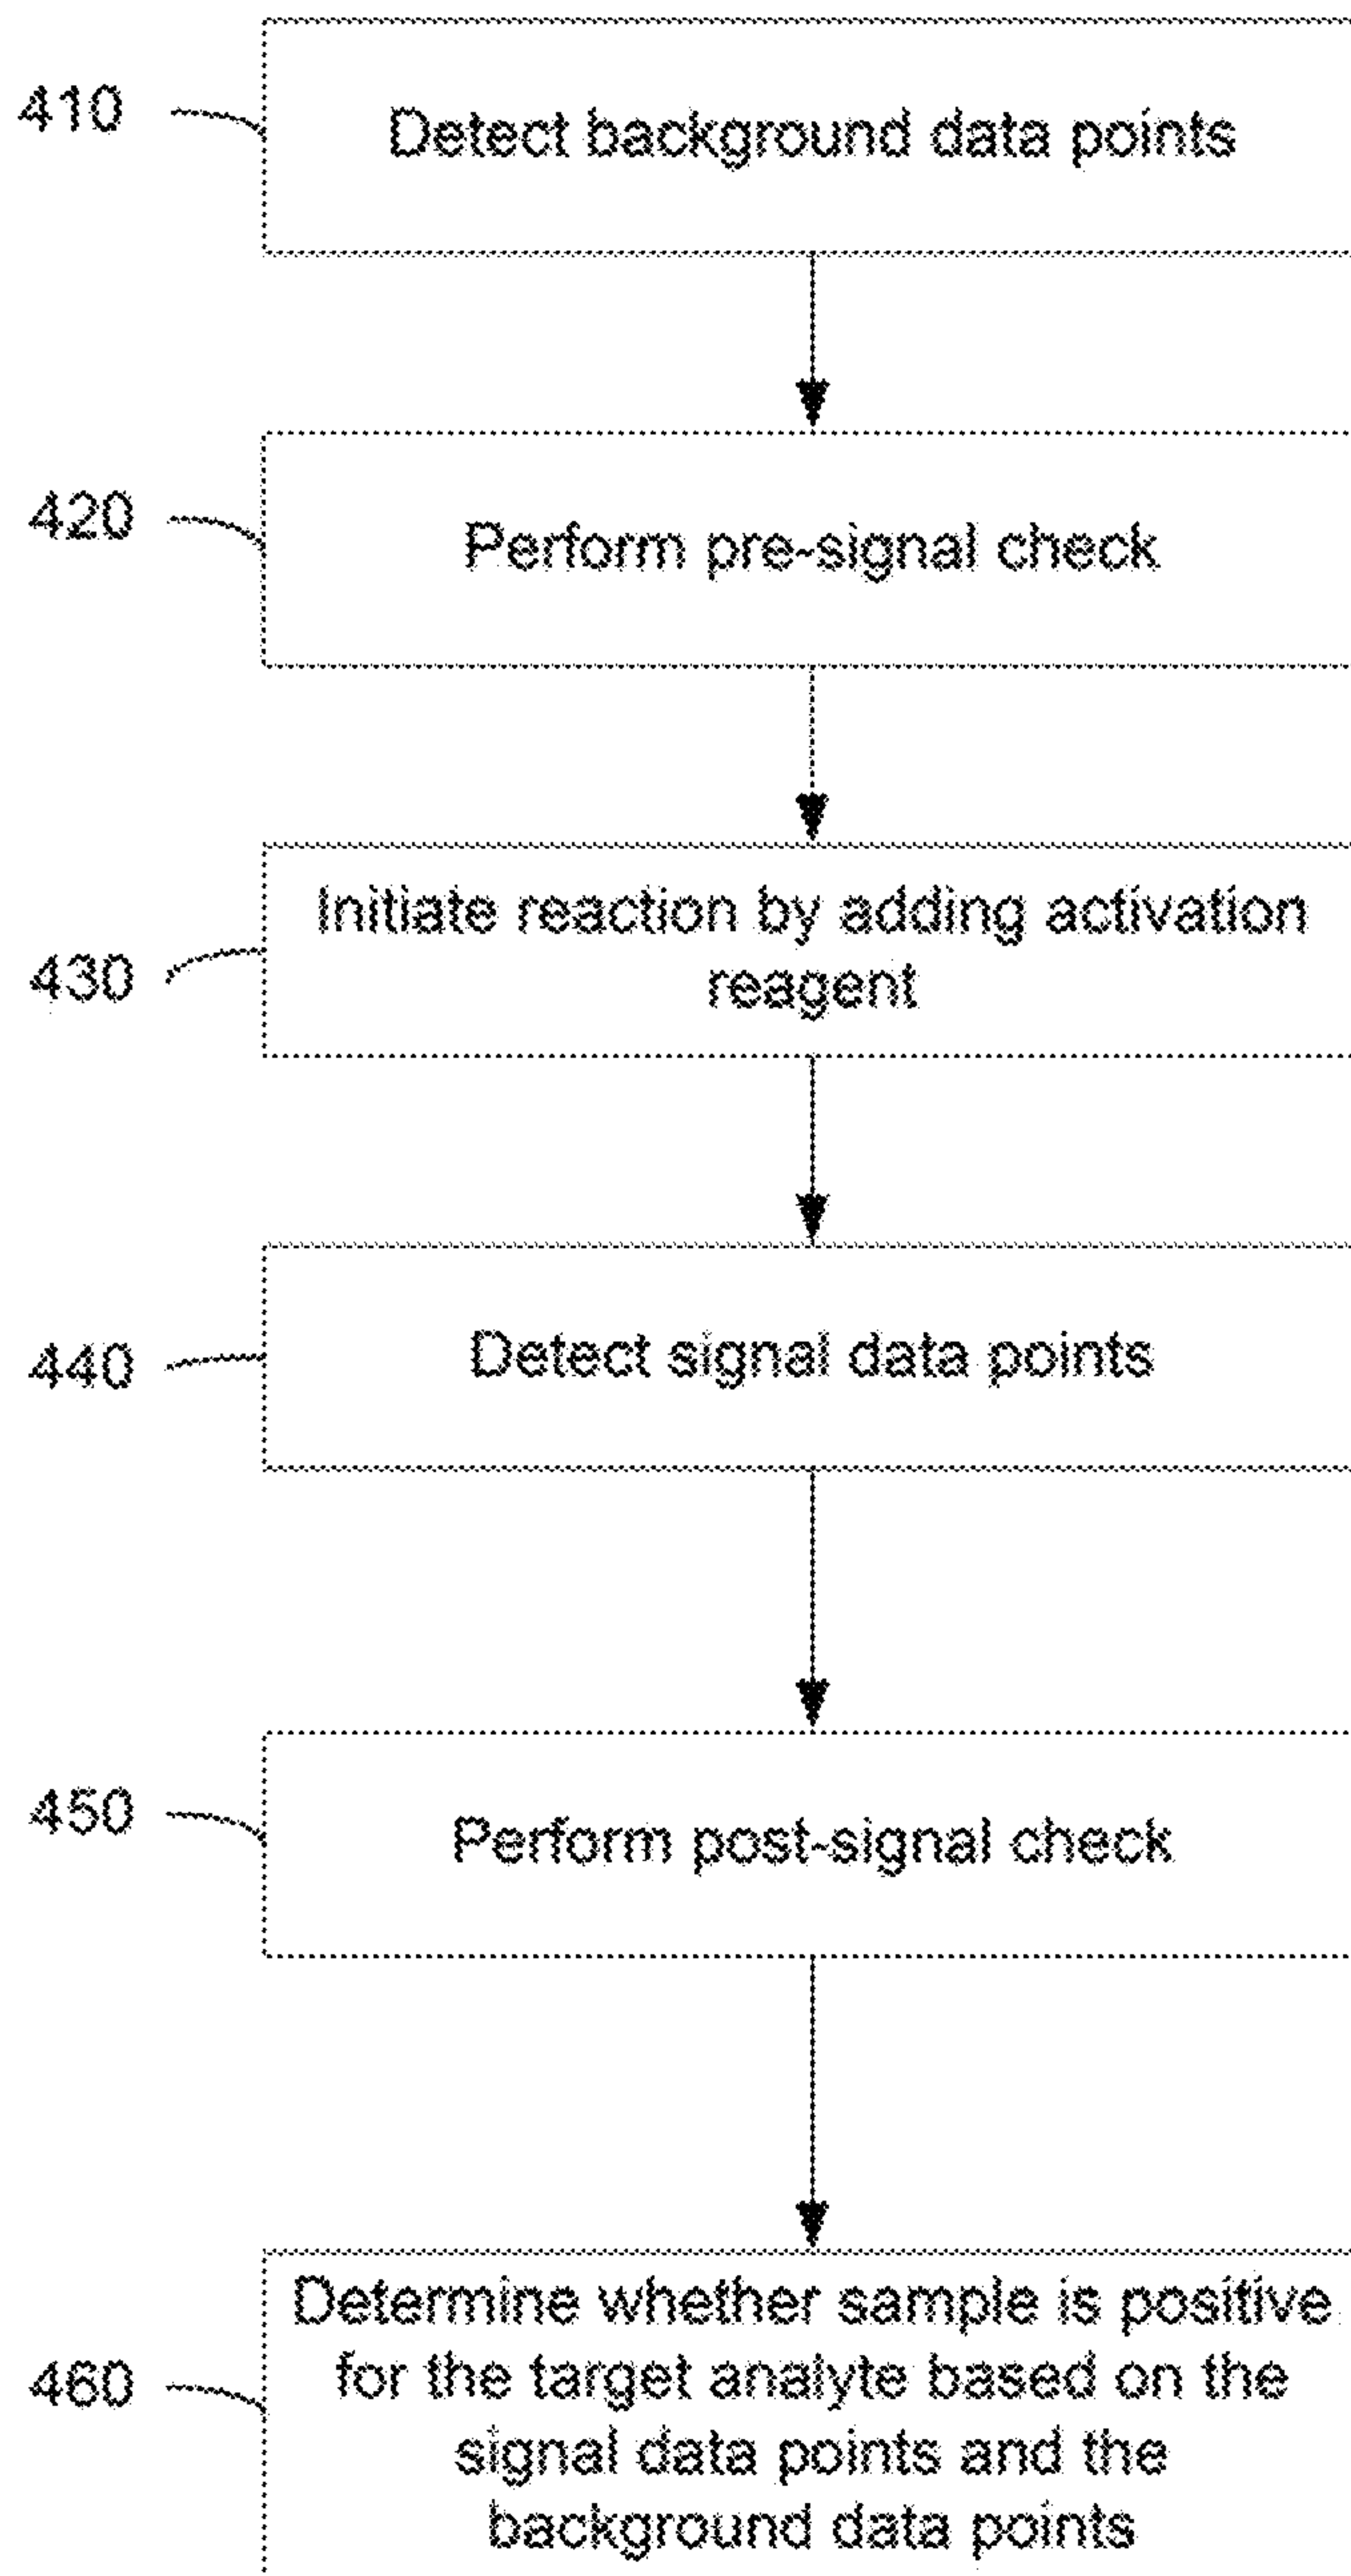 410
Detect background data points
420
Perform pre-signal check
Initiate reaction by adding activation
reagent
430
Detect signal data points
440
450
Perform post-signal check
Determine whether sample is positive
for the target analyte based on the
460
signal data points and the
background data points